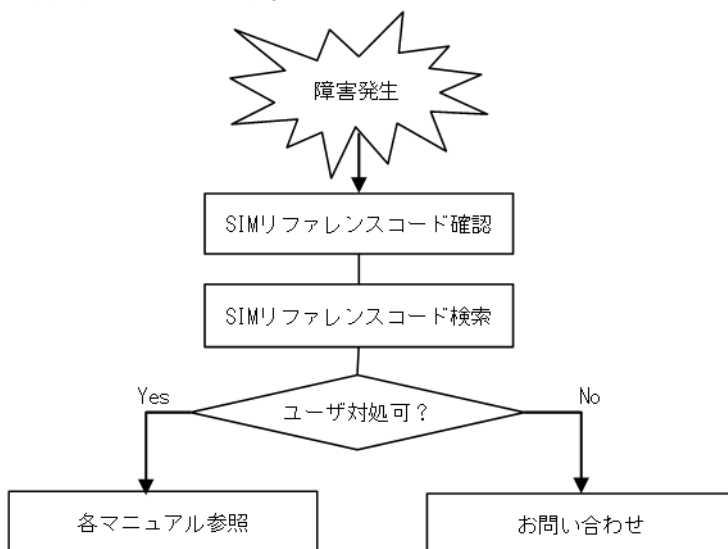 障害発生
SIMリファレンスコード確認
SIMリファレンスコード検索
ユーザ対処可？
Yes
No
各マニュアル参照
お問い合わせ